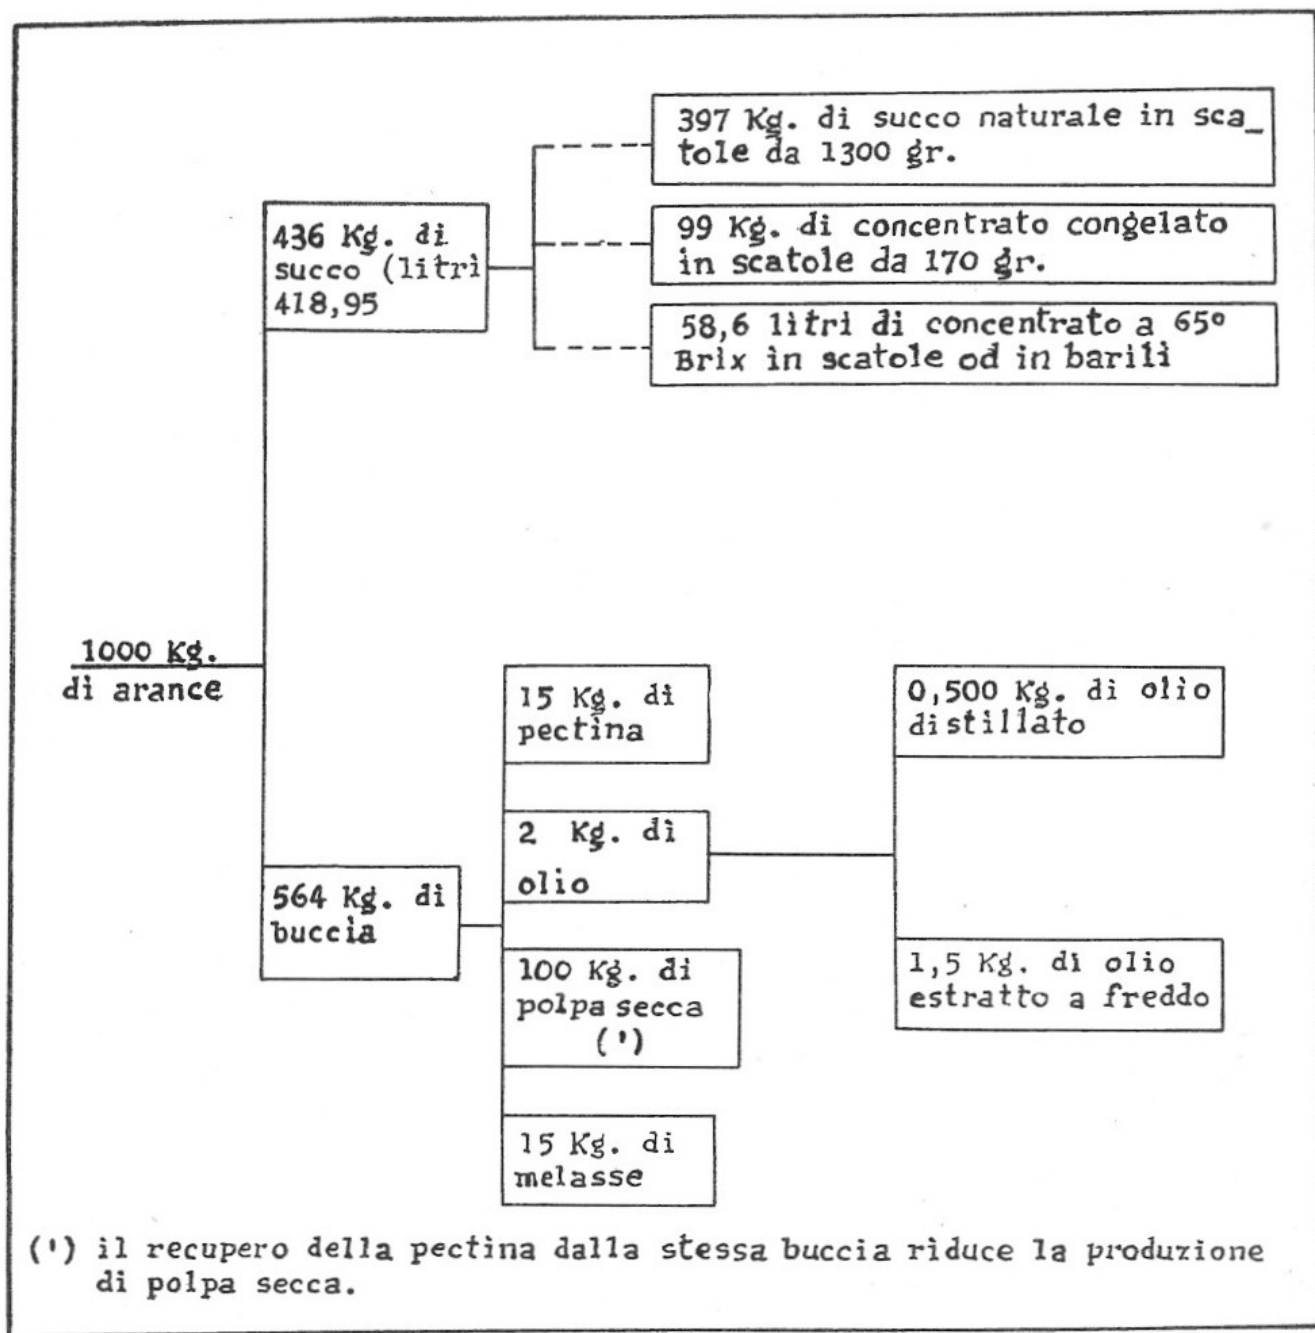 397 Kg. di succo naturale in sca_
tole da 1300 gr.
436 Kg. di
succo (litri
418,95
99 Kg. di concentrato congelato
in scatole da 170 gr.
58,6 litri di concentrato a 65°
Brix in scatole od in barili
1000 Kg.
di arance
15 Kg. di
pectina
0,500 Kg. di olio
distillato
2 Kg. di
olio
564 Kg. di
buccia
100 Kg. di
polpa secca
(')
1,5 Kg. di olio
estratto a freddo
15 Kg. di
melasse
(') il recupero della pectina dalla stessa buccia riduce la produzione
di polpa secca.